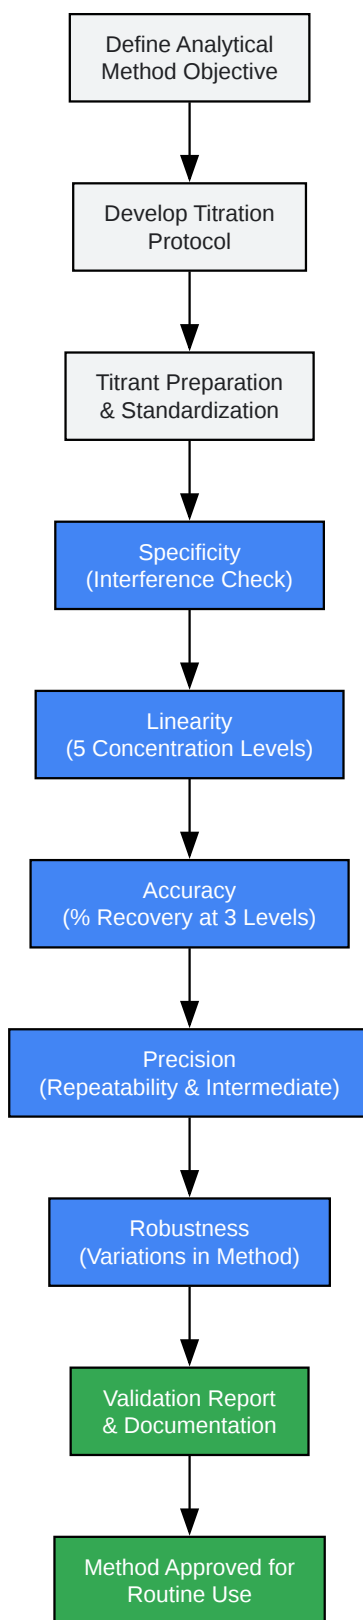 Define Analytical
Method Objective
Develop Titration
Protocol
Titrant Preparation
& Standardization
Specificity
(Interference Check)
Linearity
(5 Concentration Levels)
Accuracy
(% Recovery at 3 Levels)
Precision
(Repeatability & Intermediate)
Robustness
(Variations in Method)
Validation Report
& Documentation
Method Approved for
Routine Use